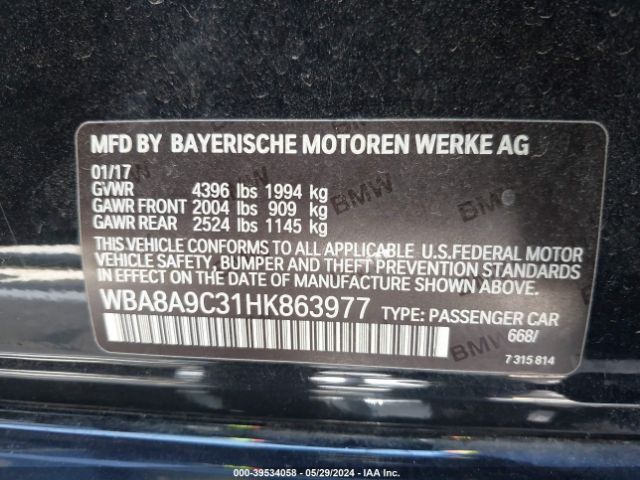 MFD BY BAYERISCHE MOTOREN WERKE AG
01/17
GVWR 4396 lbs 1994 kg
GAWR FRONT 2004 lbs 909 kg
GAWR REAR 2524 lbs 1145 kg
THIS VEHICLE CONFORMS TO ALL APPLICABLE U.S.FEDERAL MOTOR
VEHICLE SAFETY, BUMPER AND THEFT PREVENTION STANDARDS
IN EFFECT ON THE DATE OF MANUFACTURE.
WBA8A9C31HK863977 TYPE: PASSENGER CAR
668/
7 315 814
BMW
BMW
BMW
000-39534058 - 05/29/2024 - IAA Inc.